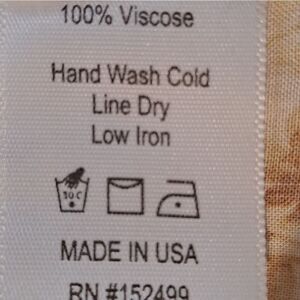 100% Viscose
Hand Wash Cold
Line Dry
Low Iron
30 C
MADE IN USA
RN #152499